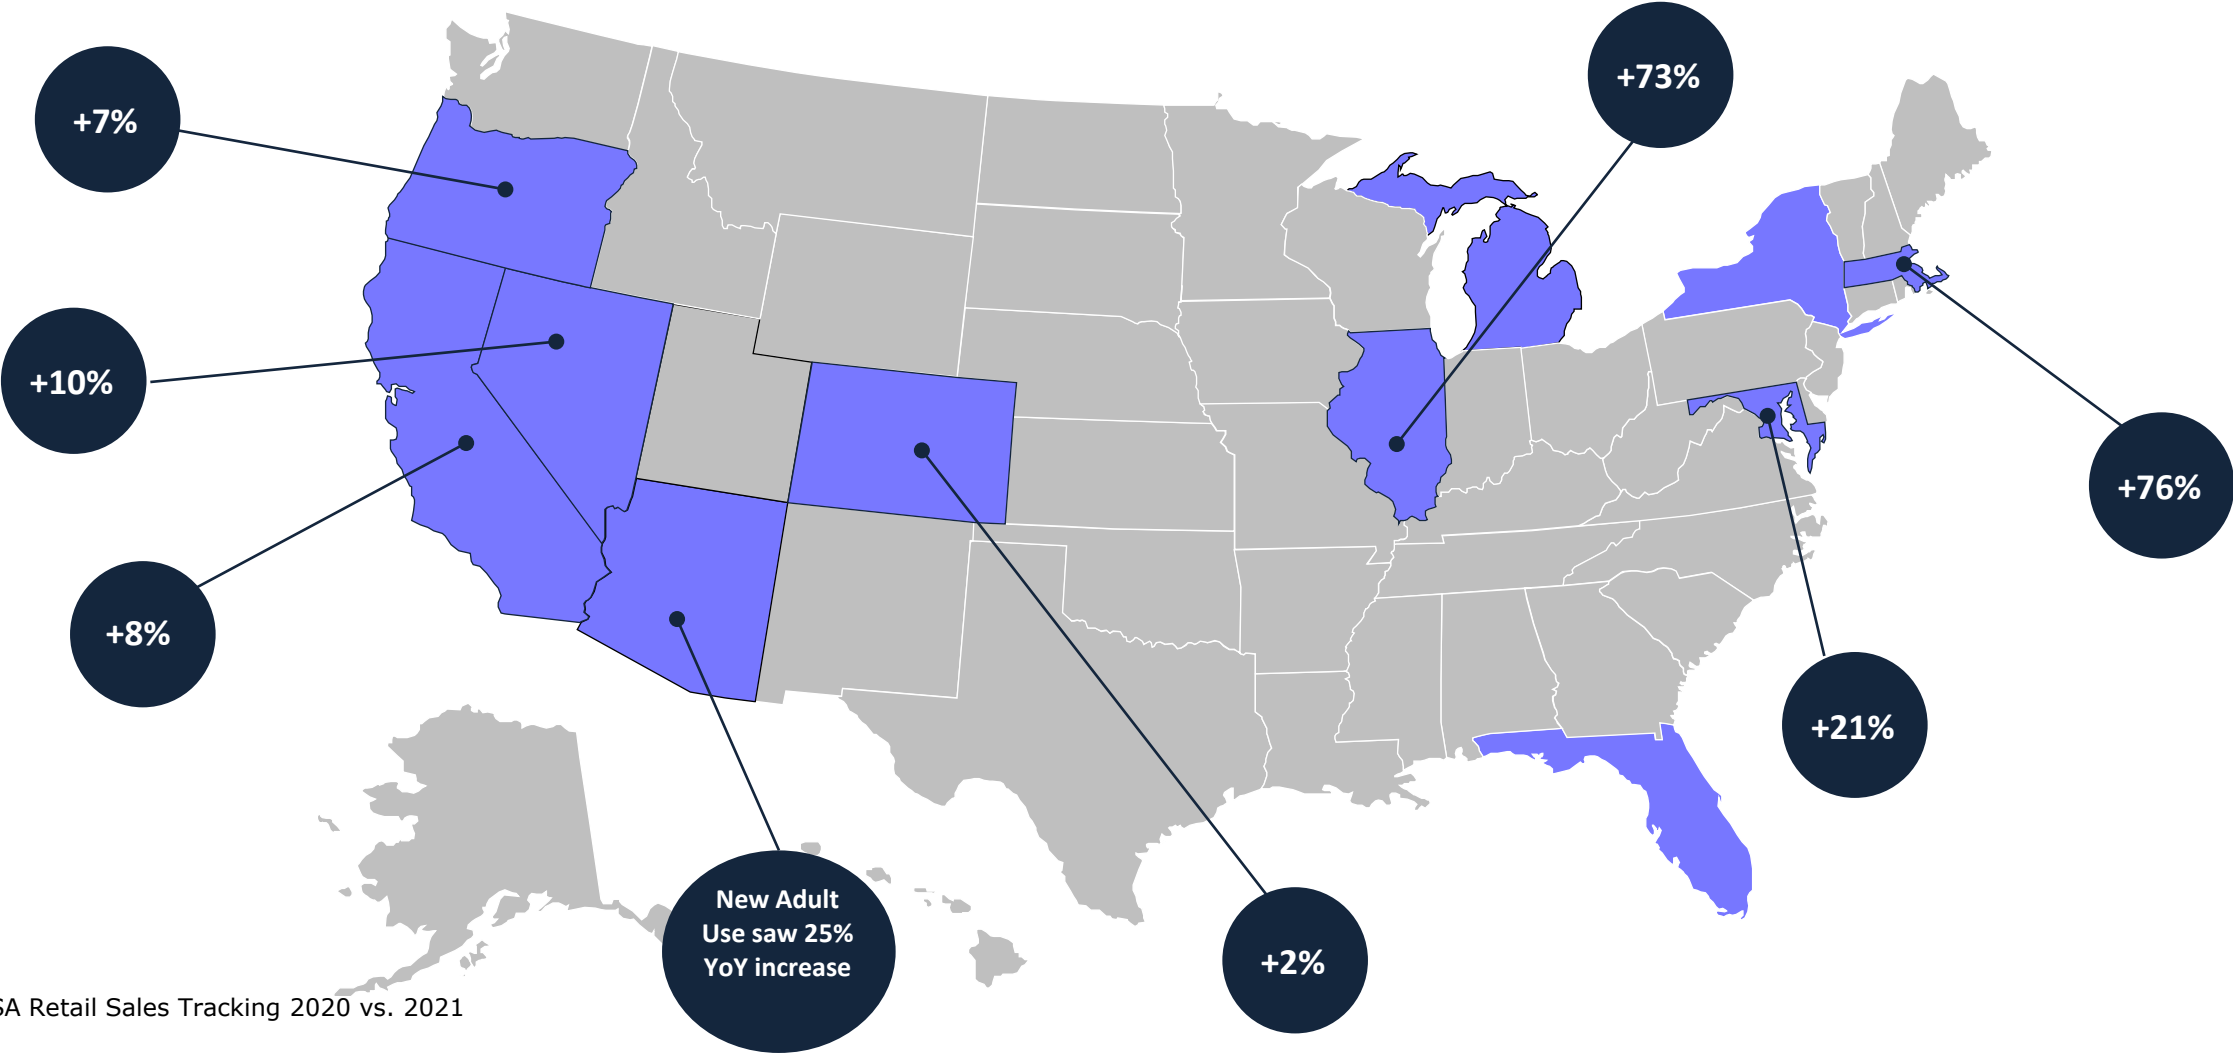 +73%
+7%
+10%
+76%
+8%
+21%
New Adult
Use saw 25%
YoY increase
+2%
SA Retail Sales Tracking 2020 vs. 2021